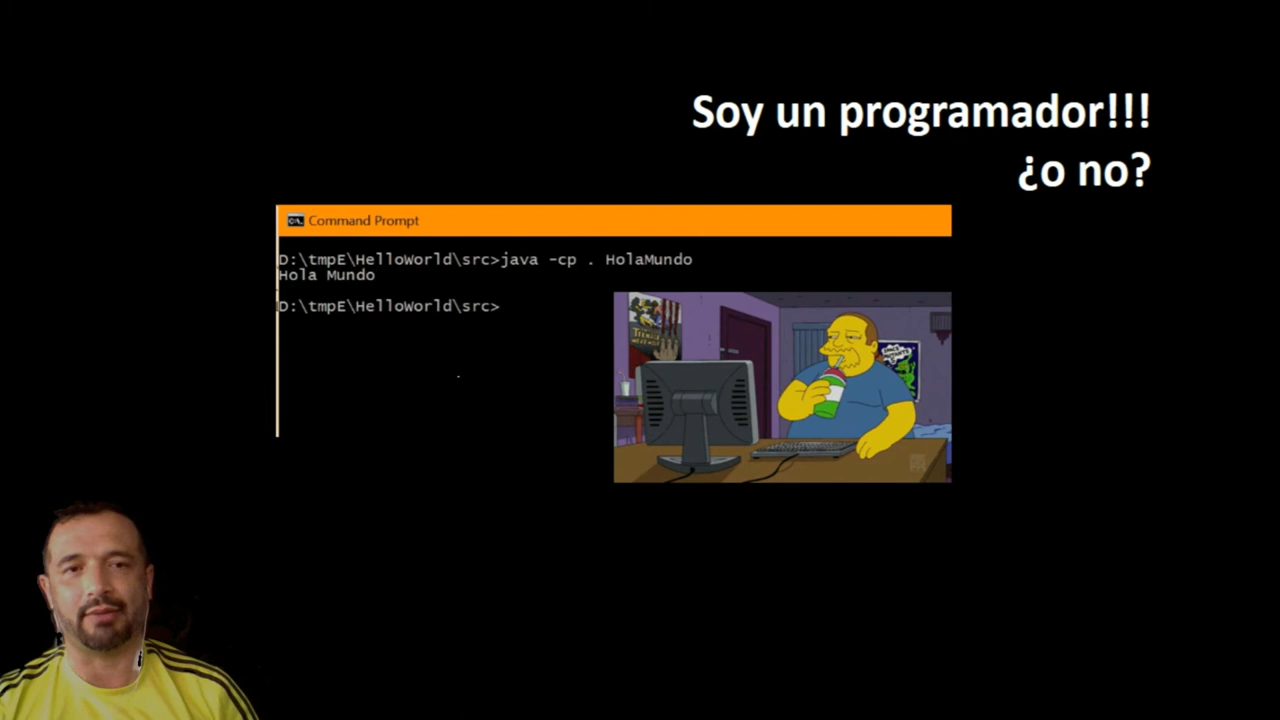 Soy un programador!!!
¿o no?
Command Prompt
D:\tmpE\HelloWorld\src>java -cp . HolaMundo
Hola Mundo
D:\tmpE\HelloWorld\src>